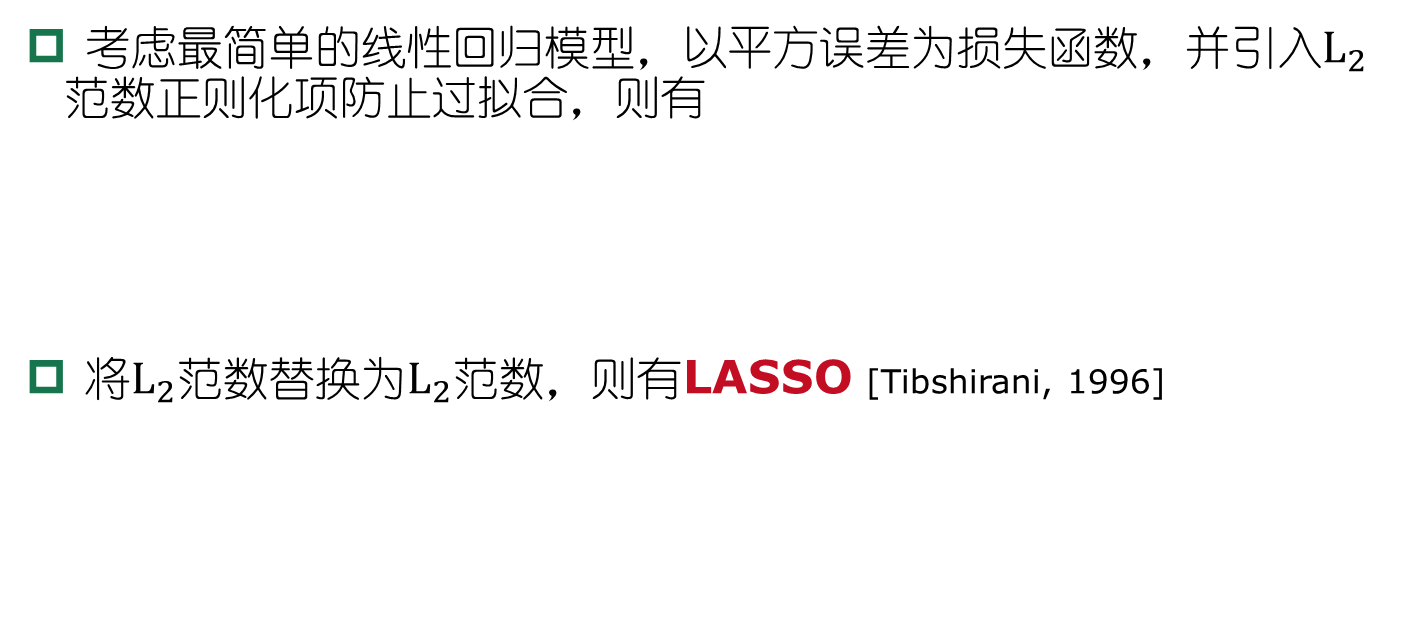 考虑最简单的线性回归模型，以平方误差为损失函数，并引入L₂
范数正则化项防止过拟合，则有
将L₂范数替换为L₂范数，则有LASSO [Tibshirani, 1996]